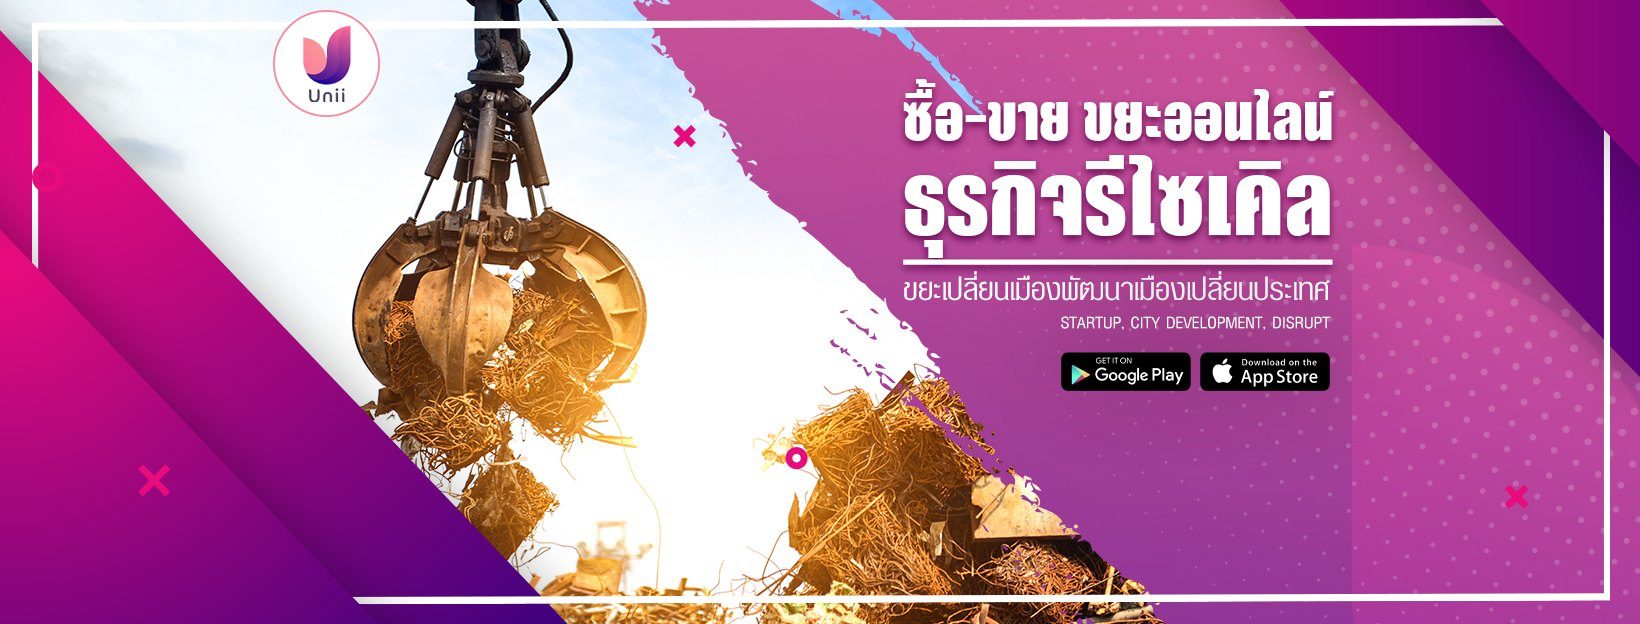 Unii
ซื้อ-ขาย ขยะออนไลน์
ธุรกิจรีไซเคิล
ขยะเปลี่ยนเมืองพัฒนาเมืองเปลี่ยนประเทศ
STARTUP, CITY DEVELOPMENT, DISRUPT
GET IT ON
Google Play
Download on the
App Store